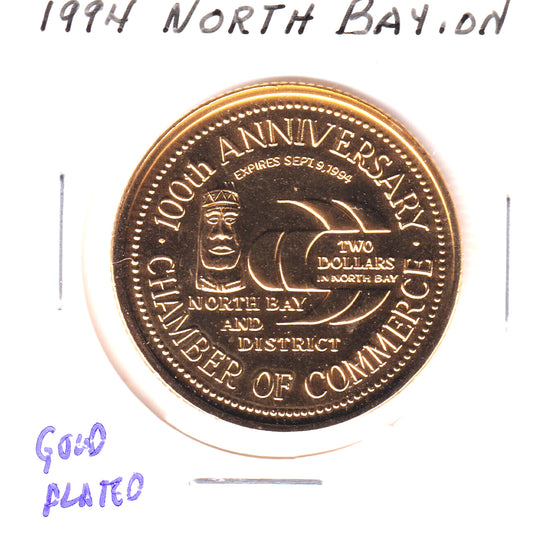 1994 NORTH BAY.ON
· 100th ANNIVERSARY ·
EXPIRES SEPT. 9, 1994
TWO
DOLLARS
IN NORTH BAY
NORTH BAY
AND
DISTRICT
CHAMBER OF COMMERCE
GOLD
PLATED